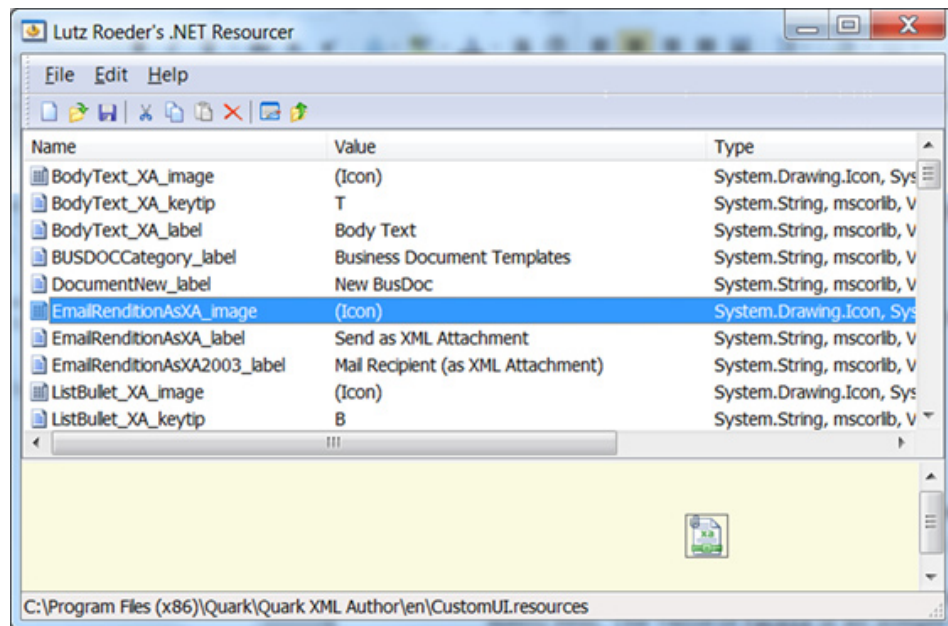 Lutz Roeder's .NET Resourcer
File Edit Help
Name Value Type
BodyText_XA_image (Icon) System.Drawing.Icon, Sys
BodyText_XA_keytip T System.String, mscorlib, V
BodyText_XA_label Body Text System.String, mscorlib, V
BUSDOCCategory_label Business Document Templates System.String, mscorlib, V
DocumentNew_label New BusDoc System.String, mscorlib, V
EmailRenditionAsXA_image (Icon) System.Drawing.Icon, Sys
EmailRenditionAsXA_label Send as XML Attachment System.String, mscorlib, V
EmailRenditionAsXA2003_label Mail Recipient (as XML Attachment) System.String, mscorlib, V
ListBullet_XA_image (Icon) System.Drawing.Icon, Sys
ListBullet_XA_keytip B System.String, mscorlib, V
xa
C:\Program Files (x86)\Quark\Quark XML Author\en\CustomUI.resources